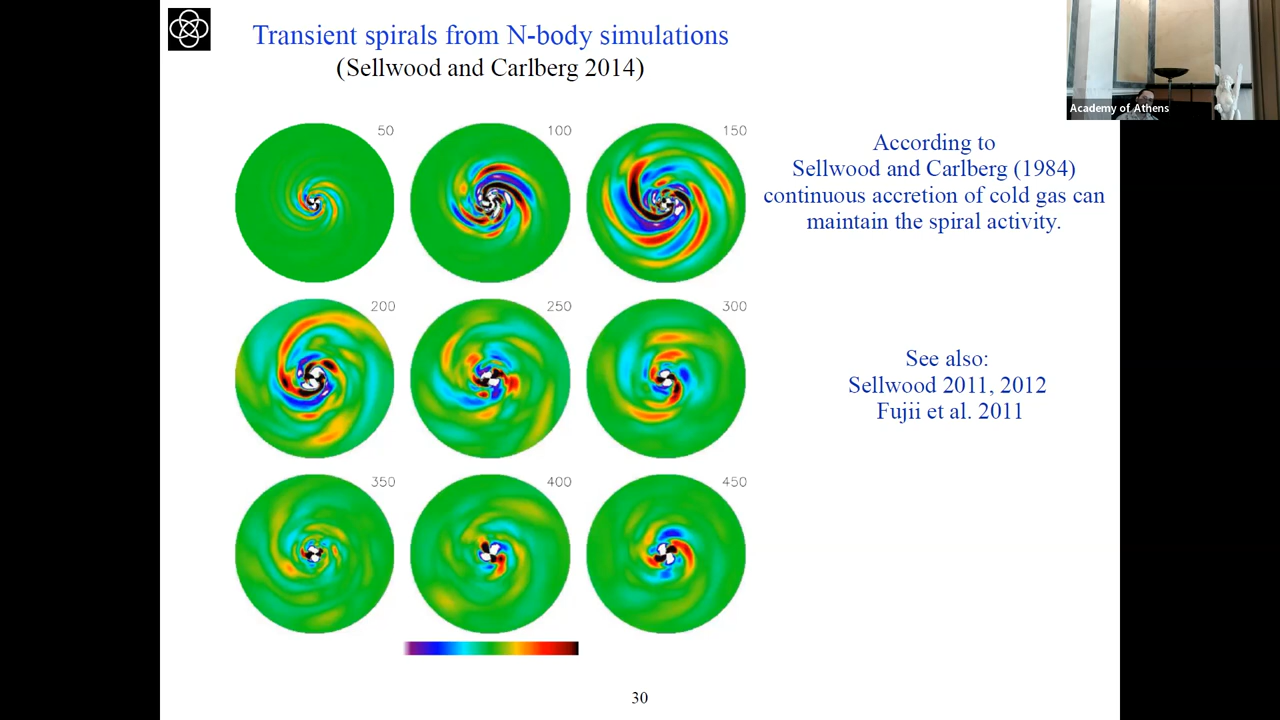 Transient spirals from N-body simulations
(Sellwood and Carlberg 2014)
Academy of Athens
50
100
150
According to
Sellwood and Carlberg (1984)
continuous accretion of cold gas can
maintain the spiral activity.
200
250
300
See also:
Sellwood 2011, 2012
Fujii et al. 2011
350
400
450
30